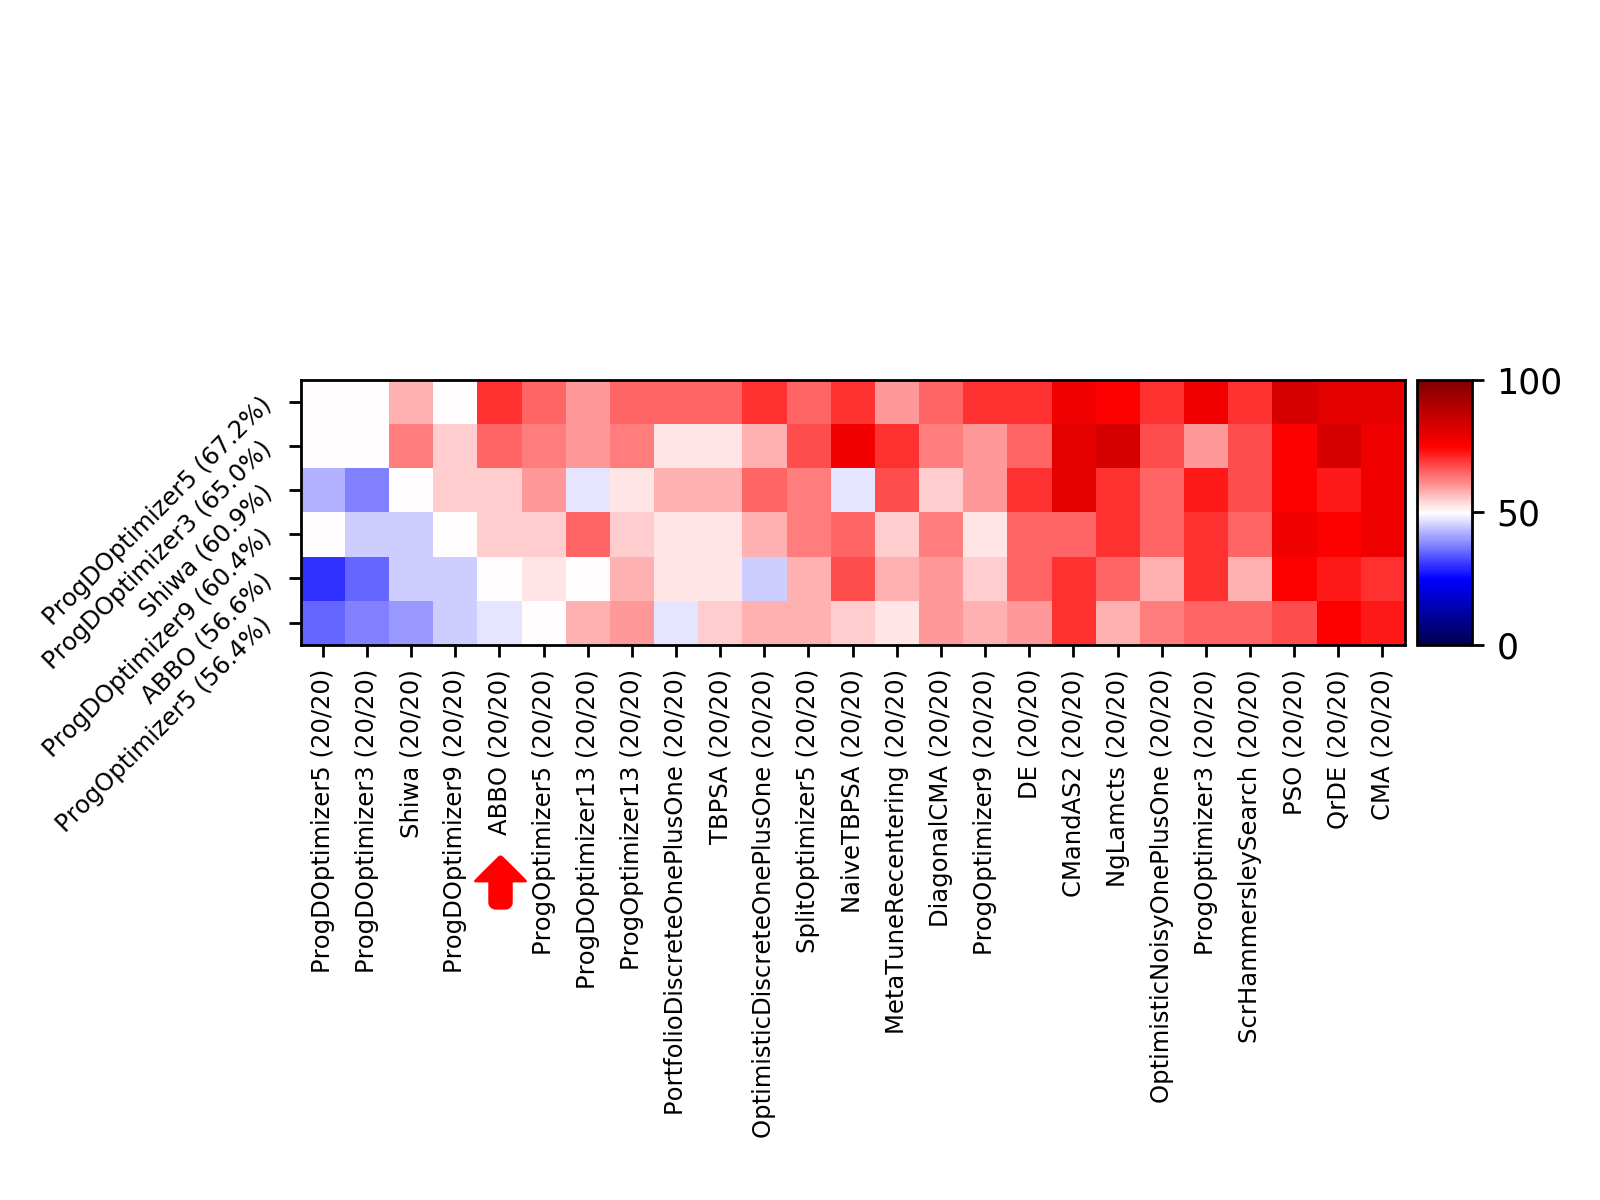 ProgDOptimizer5 (67.2%)
ProgDOptimizer3 (65.0%)
Shiwa (60.9%)
ProgDOptimizer9 (60.4%)
ABBO (56.6%)
ProgOptimizer5 (56.4%)
100
50
0
ProgDOptimizer5 (20/20)
ProgDOptimizer3 (20/20)
Shiwa (20/20)
ProgDOptimizer9 (20/20)
ABBO (20/20)
ProgOptimizer5 (20/20)
ProgDOptimizer13 (20/20)
ProgOptimizer13 (20/20)
PortfolioDiscreteOnePlusOne (20/20)
TBPSA (20/20)
OptimisticDiscreteOnePlusOne (20/20)
SplitOptimizer5 (20/20)
NaiveTBPSA (20/20)
MetaTuneRecentering (20/20)
DiagonalCMA (20/20)
ProgOptimizer9 (20/20)
DE (20/20)
CMandAS2 (20/20)
NgLamcts (20/20)
OptimisticNoisyOnePlusOne (20/20)
ProgOptimizer3 (20/20)
ScrHammersleySearch (20/20)
PSO (20/20)
QrDE (20/20)
CMA (20/20)